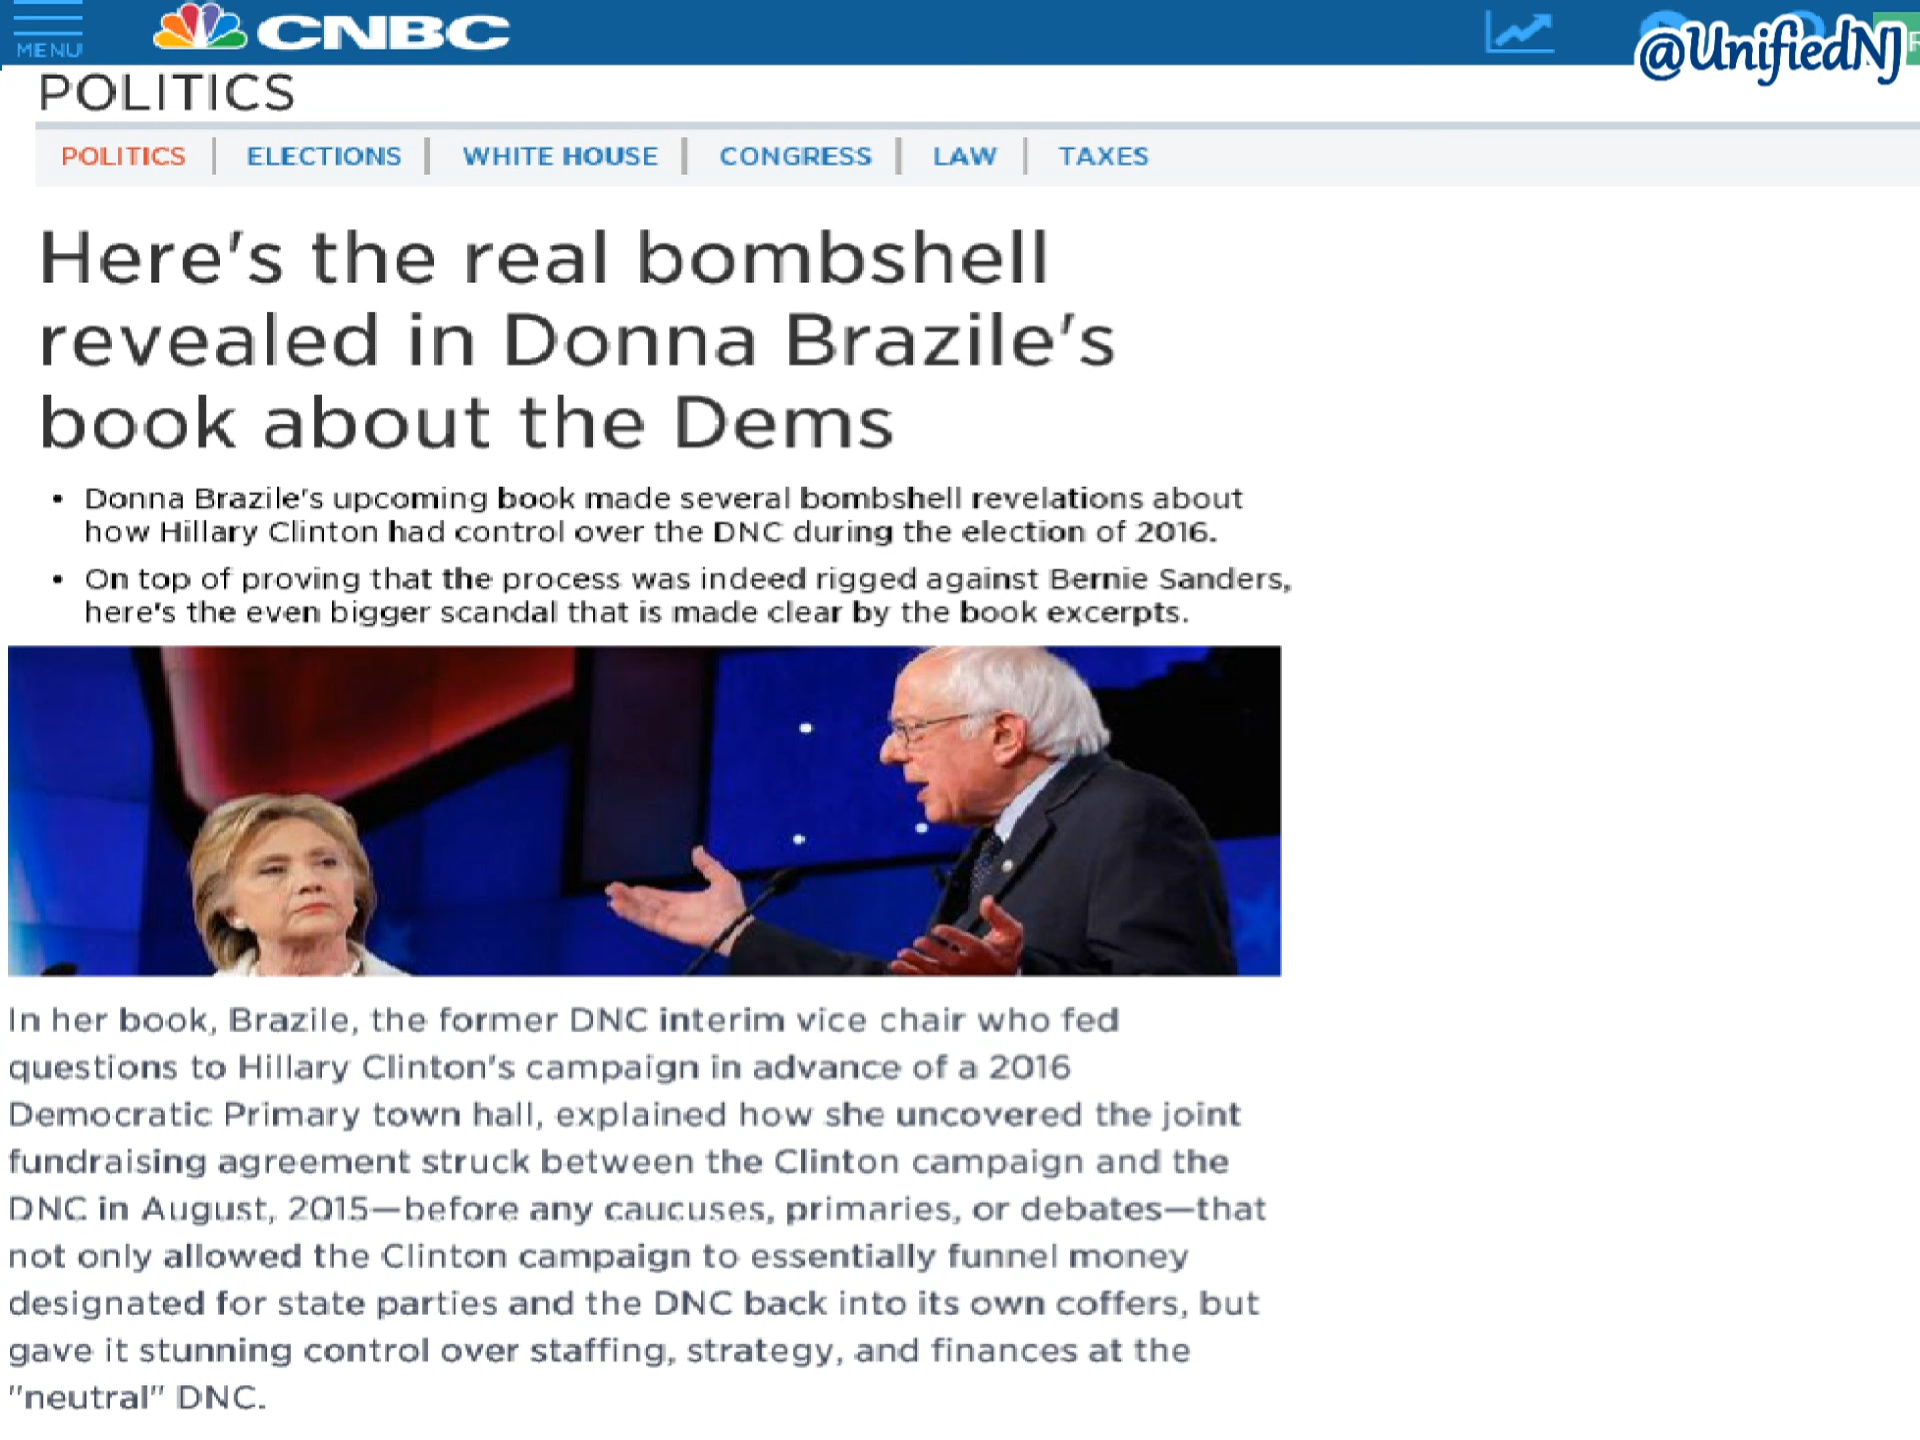 MENU
CNBC
@UnifiedNJ
POLITICS
POLITICS | ELECTIONS | WHITE HOUSE | CONGRESS | LAW | TAXES
Here's the real bombshell
revealed in Donna Brazile's
book about the Dems
• Donna Brazile's upcoming book made several bombshell revelations about
how Hillary Clinton had control over the DNC during the election of 2016.
• On top of proving that the process was indeed rigged against Bernie Sanders,
here's the even bigger scandal that is made clear by the book excerpts.
In her book, Brazile, the former DNC interim vice chair who fed
questions to Hillary Clinton's campaign in advance of a 2016
Democratic Primary town hall, explained how she uncovered the joint
fundraising agreement struck between the Clinton campaign and the
DNC in August, 2015—before any caucuses, primaries, or debates—that
not only allowed the Clinton campaign to essentially funnel money
designated for state parties and the DNC back into its own coffers, but
gave it stunning control over staffing, strategy, and finances at the
"neutral" DNC.